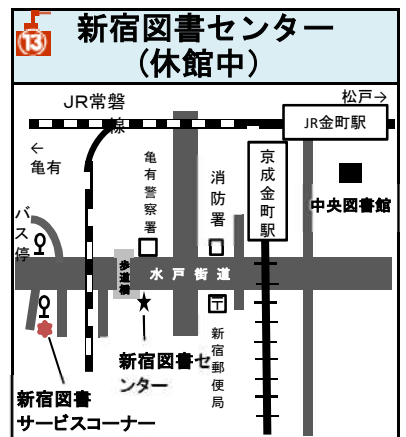 ⑬
新宿図書センター
(休館中)
JR常磐
線
松戸→
JR金町駅
←
亀有
亀有警察署
消防署
京成金町駅
中央図書館
バス停
歩道橋
水戸街道
〒
新宿図書セ
ンター
新宿郵便局
新宿図書
サービスコーナー